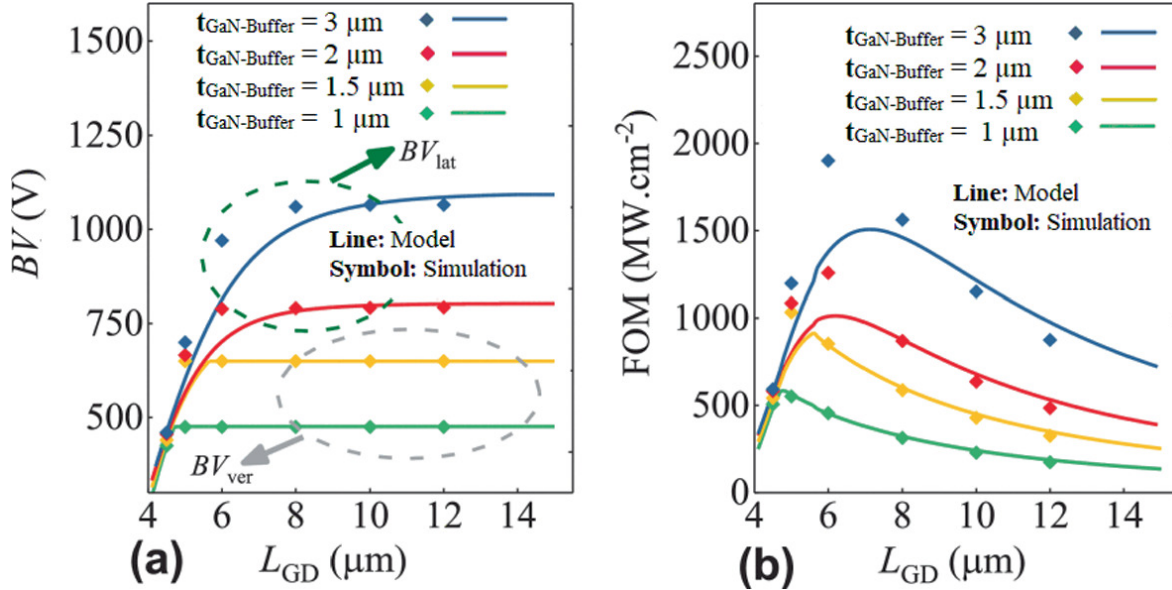 1500
1250
1000
750
500
BV (V)
t_GaN-Buffer = 3 μm
t_GaN-Buffer = 2 μm
t_GaN-Buffer = 1.5 μm
t_GaN-Buffer = 1 μm
BV_lat
Line: Model
Symbol: Simulation
BV_ver
4 6 8 10 12 14
(a) L_GD (μm)
2500
2000
1500
1000
500
0
FOM (MW.cm⁻²)
t_GaN-Buffer = 3 μm
t_GaN-Buffer = 2 μm
t_GaN-Buffer = 1.5 μm
t_GaN-Buffer = 1 μm
Line: Model
Symbol: Simulation
4 6 8 10 12 14
(b) L_GD (μm)